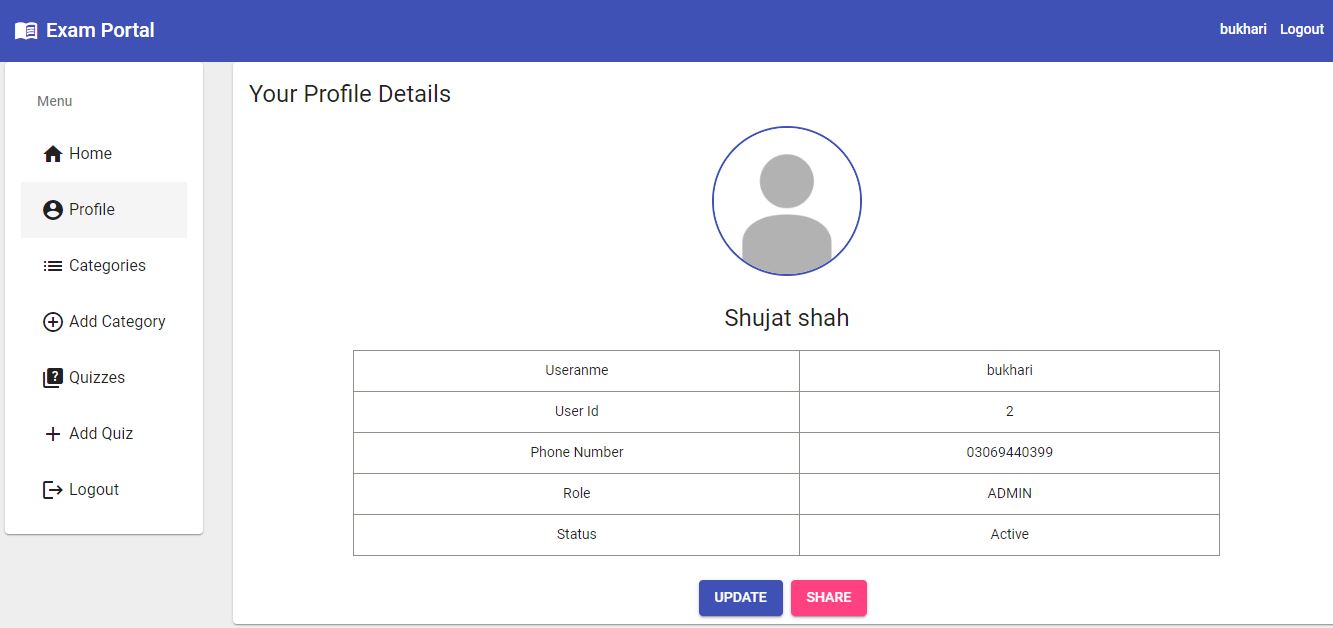 Exam Portal
bukhari Logout
Menu
Home
Profile
Categories
Add Category
Quizzes
Add Quiz
Logout
Your Profile Details
Shujat shah
Useranme bukhari
User Id 2
Phone Number 03069440399
Role ADMIN
Status Active
UPDATE SHARE